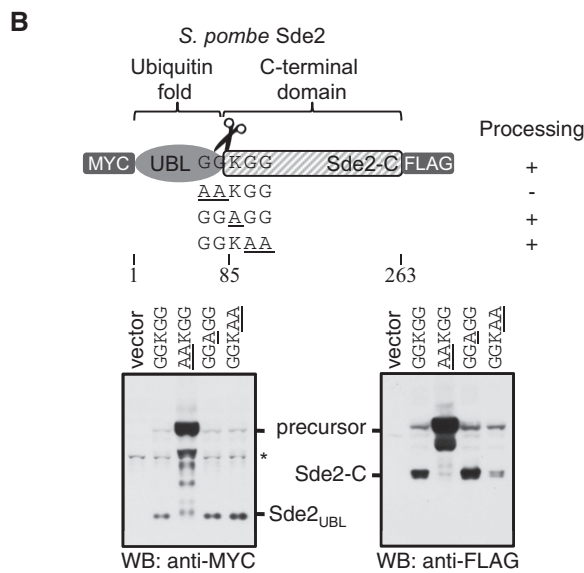 B
S. pombe Sde2
Ubiquitin fold
C-terminal domain
Processing
MYC UBL GGKGG Sde2-C FLAG +
AAKGG -
GGAGG +
GGKAA +
1 85 263
vector GGKGG AAKGG GGAGG GGKAA
vector GGKGG AAKGG GGAGG GGKAA
precursor
*
Sde2-C
Sde2UBL
WB: anti-MYC
WB: anti-FLAG